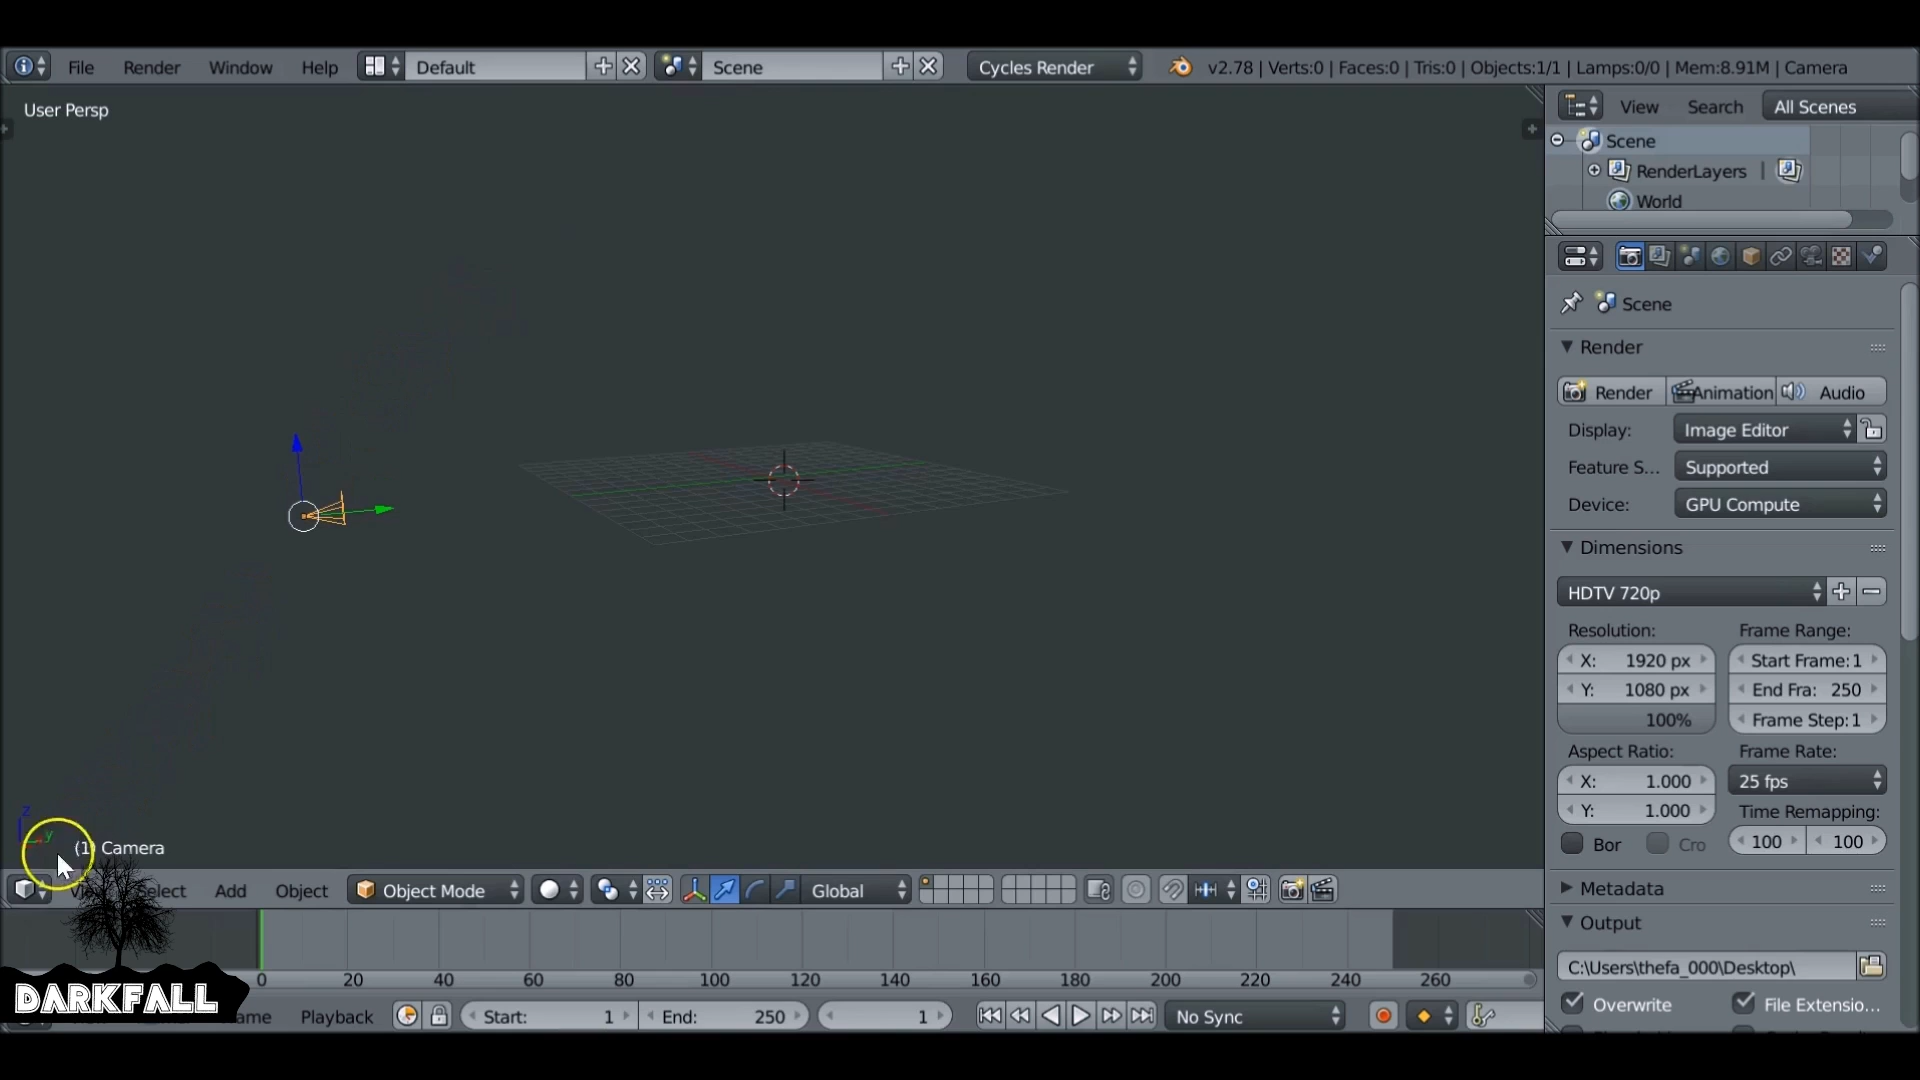 File Render Window Help Default Scene Cycles Render v2.78 | Verts:0 | Faces:0 | Tris:0 | Objects:1/1 | Lamps:0/0 | Mem:8.91M | Camera
User Persp
View Search All Scenes
Scene
RenderLayers |
World
Scene
Render
Render Animation Audio
Display: Image Editor
Feature S... Supported
Device: GPU Compute
Dimensions
HDTV 720p
Resolution: Frame Range:
X: 1920 px Start Frame: 1
Y: 1080 px End Fra: 250
100% Frame Step: 1
Aspect Ratio: Frame Rate:
X: 1.000 25 fps
Y: 1.000 Time Remapping:
Bor Cro 100 100
Metadata
Output
C:\Users\thefa_000\Desktop\
Overwrite File Extensio...
z
y
(1) Camera
Select Add Object Object Mode Global
0 20 40 60 80 100 120 140 160 180 200 220 240 260
DARKFALL
Playback Start: 1 End: 250 1 No Sync